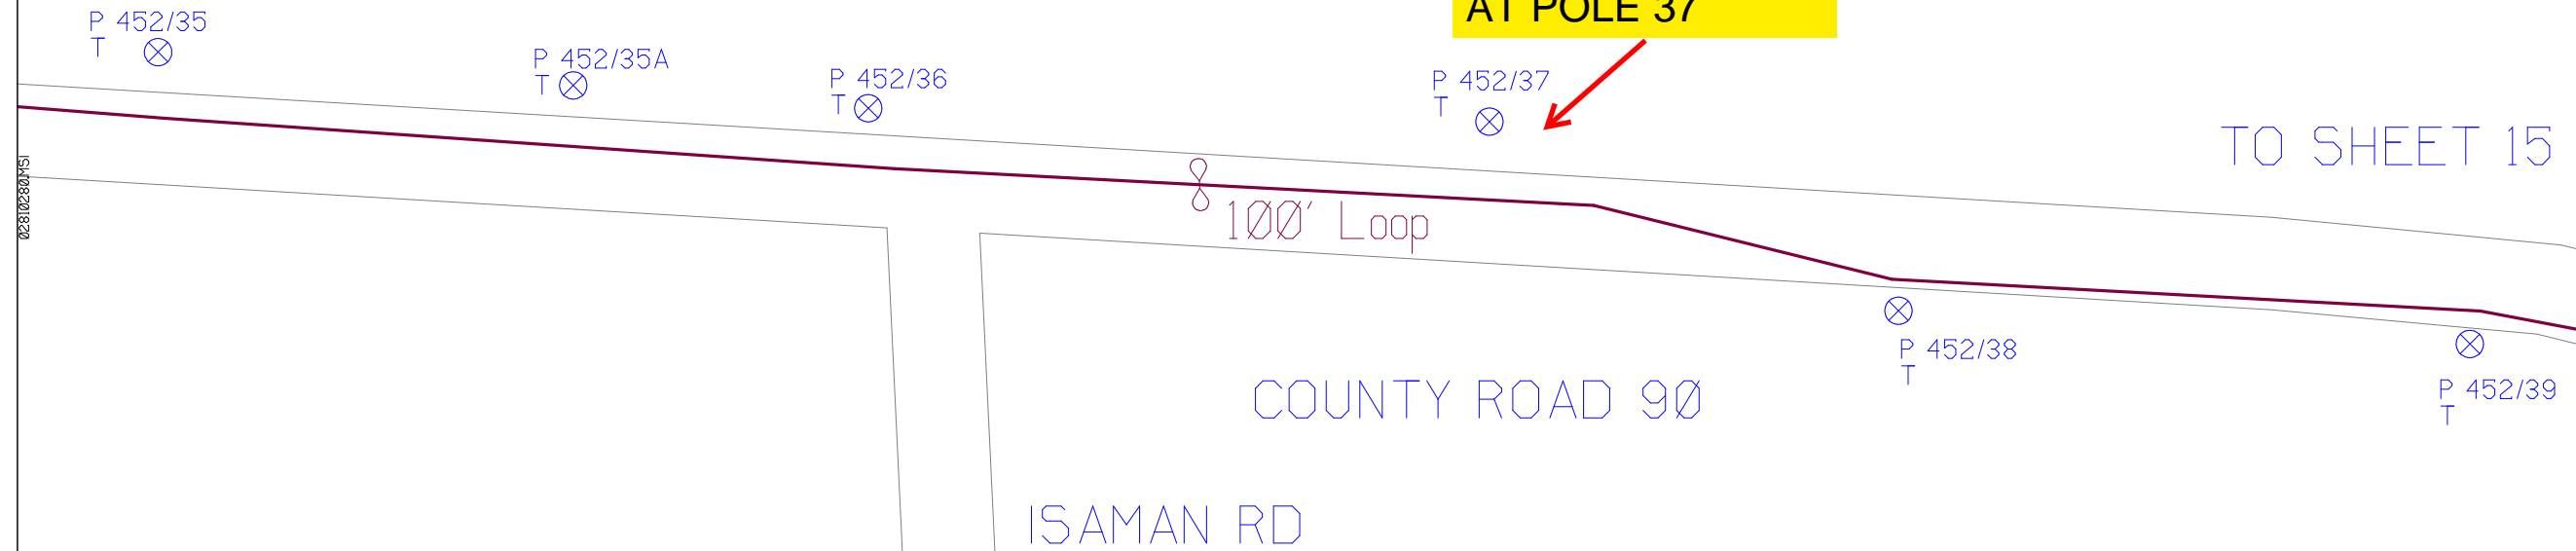 P 452/35
T
P 452/35A
T
P 452/36
T
AT POLE 37
P 452/37
T
TO SHEET 15
100' Loop
P 452/38
T
COUNTY ROAD 90
P 452/39
T
ISAMAN RD